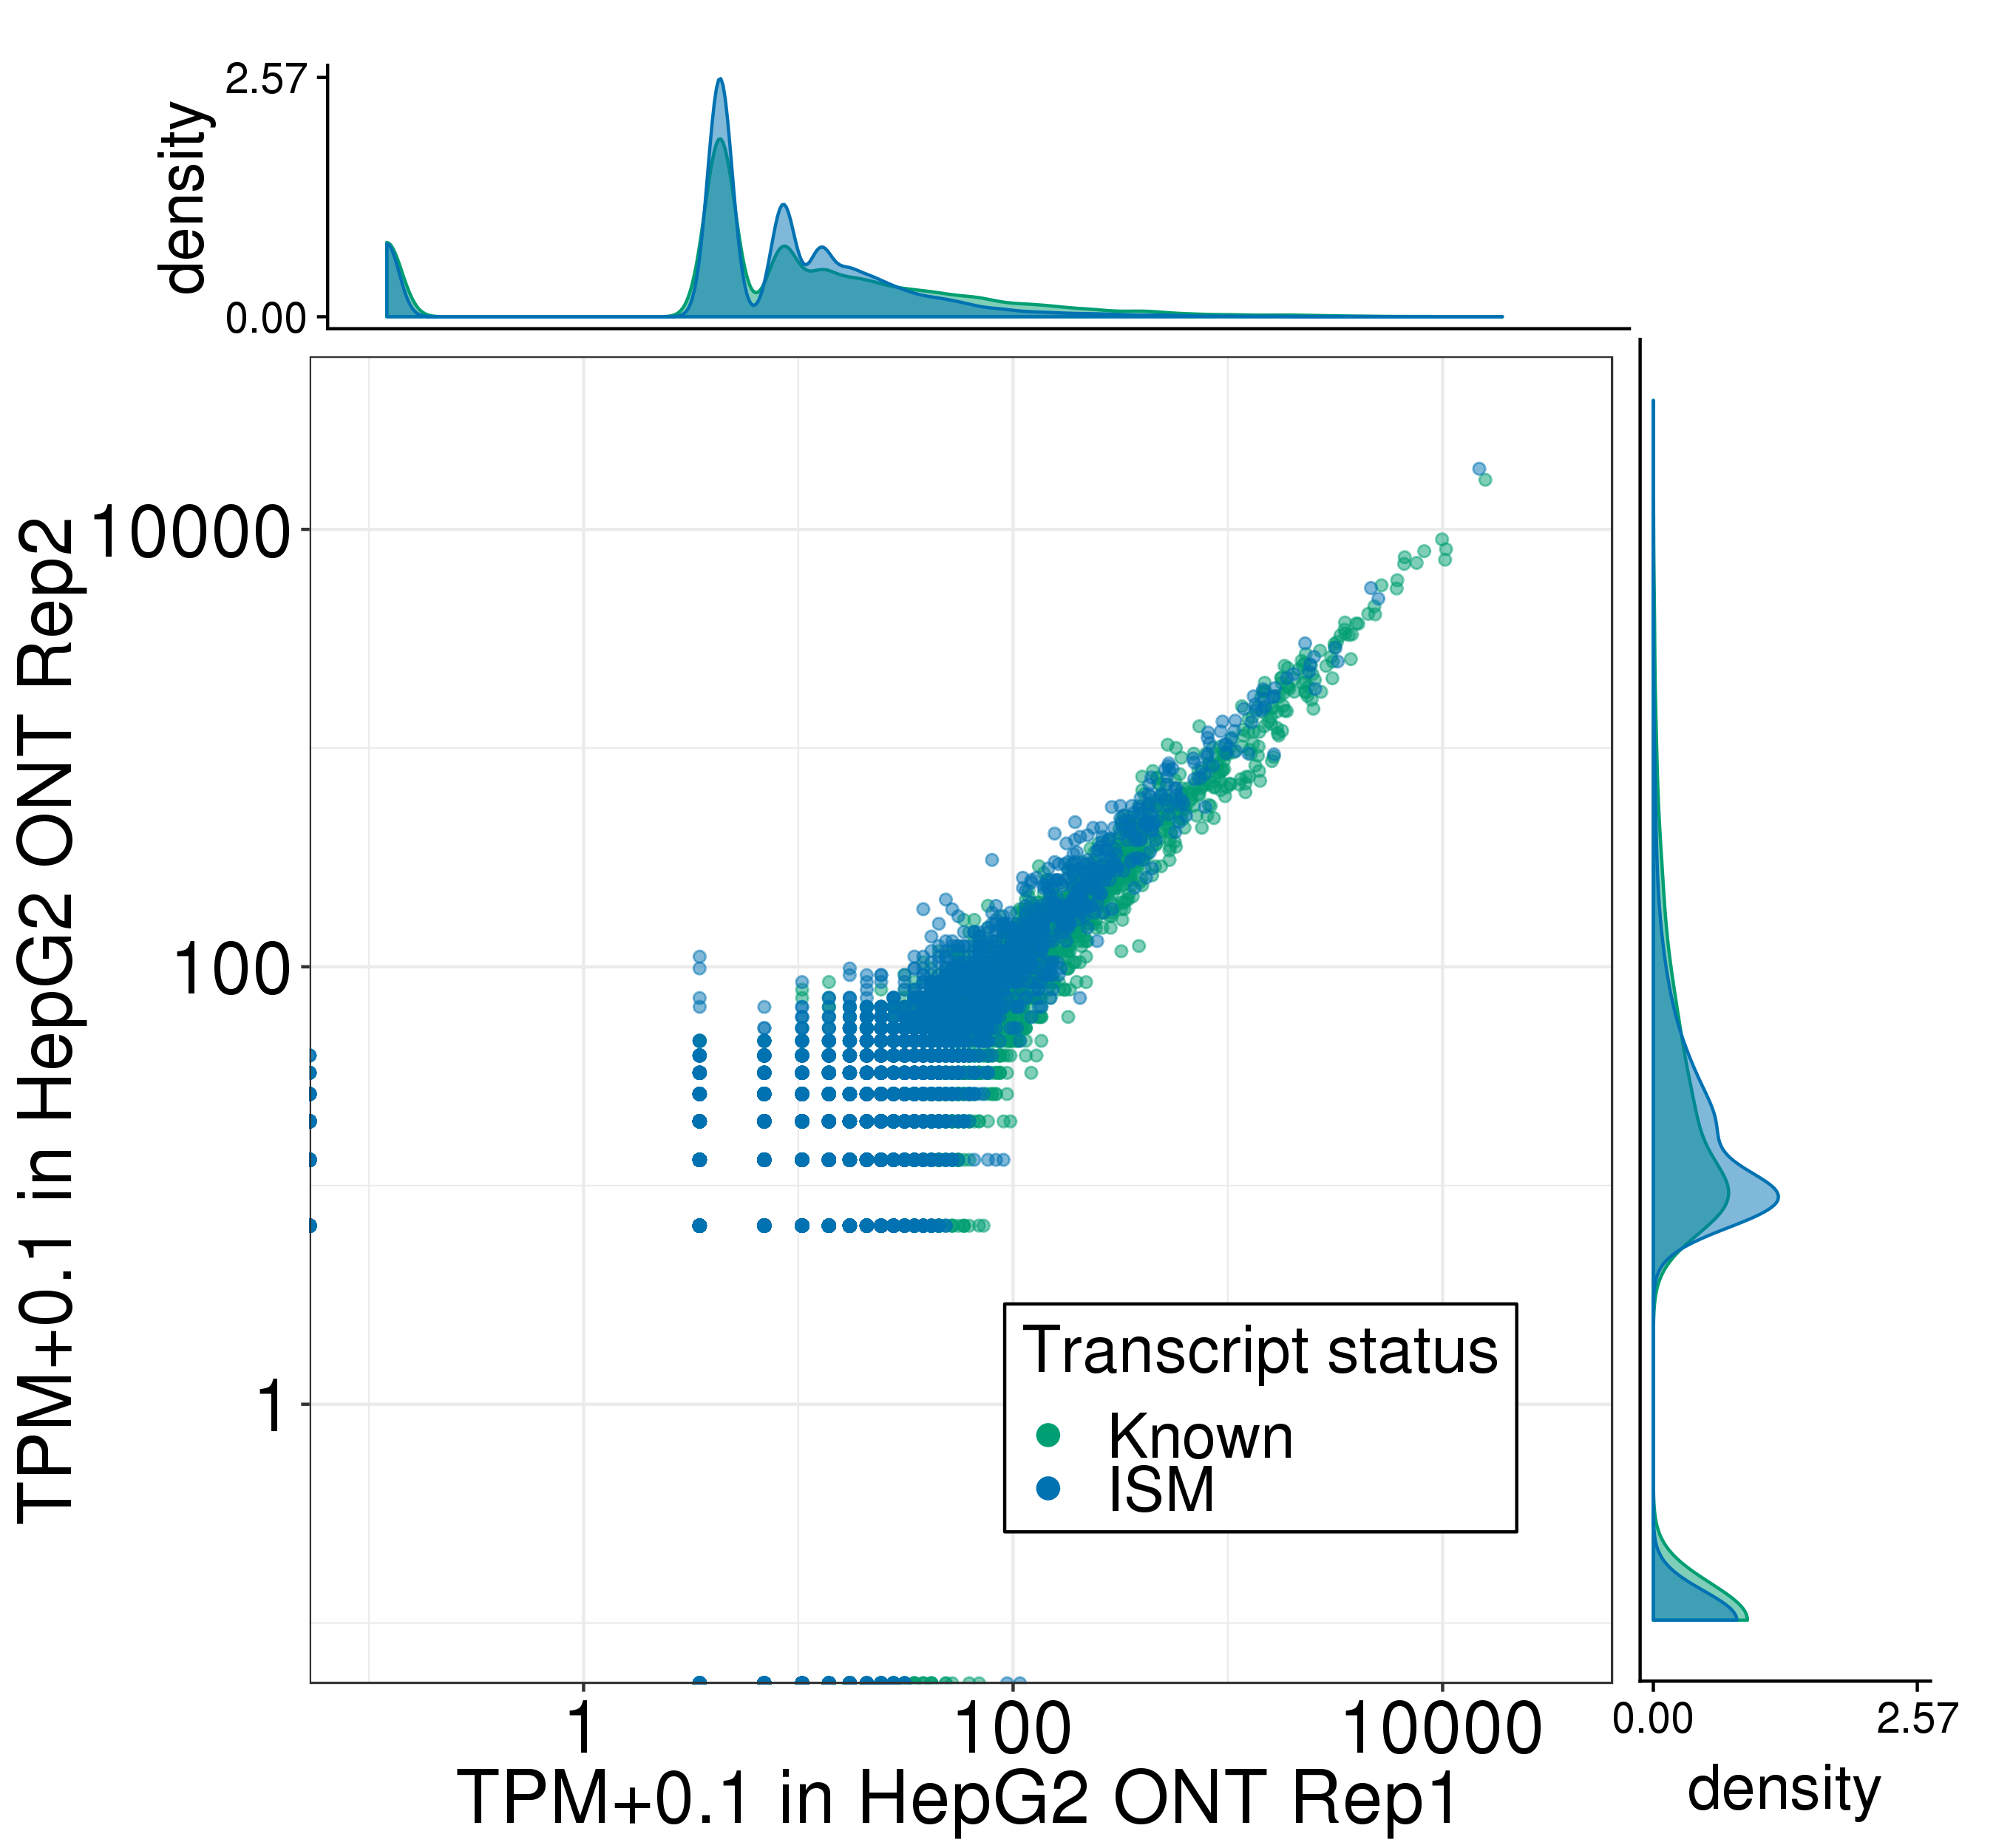 2.57
density
0.00
TPM+0.1 in HepG2 ONT Rep2
10000
100
1
Transcript status
Known
ISM
1
100
10000
TPM+0.1 in HepG2 ONT Rep1
0.00
2.57
density